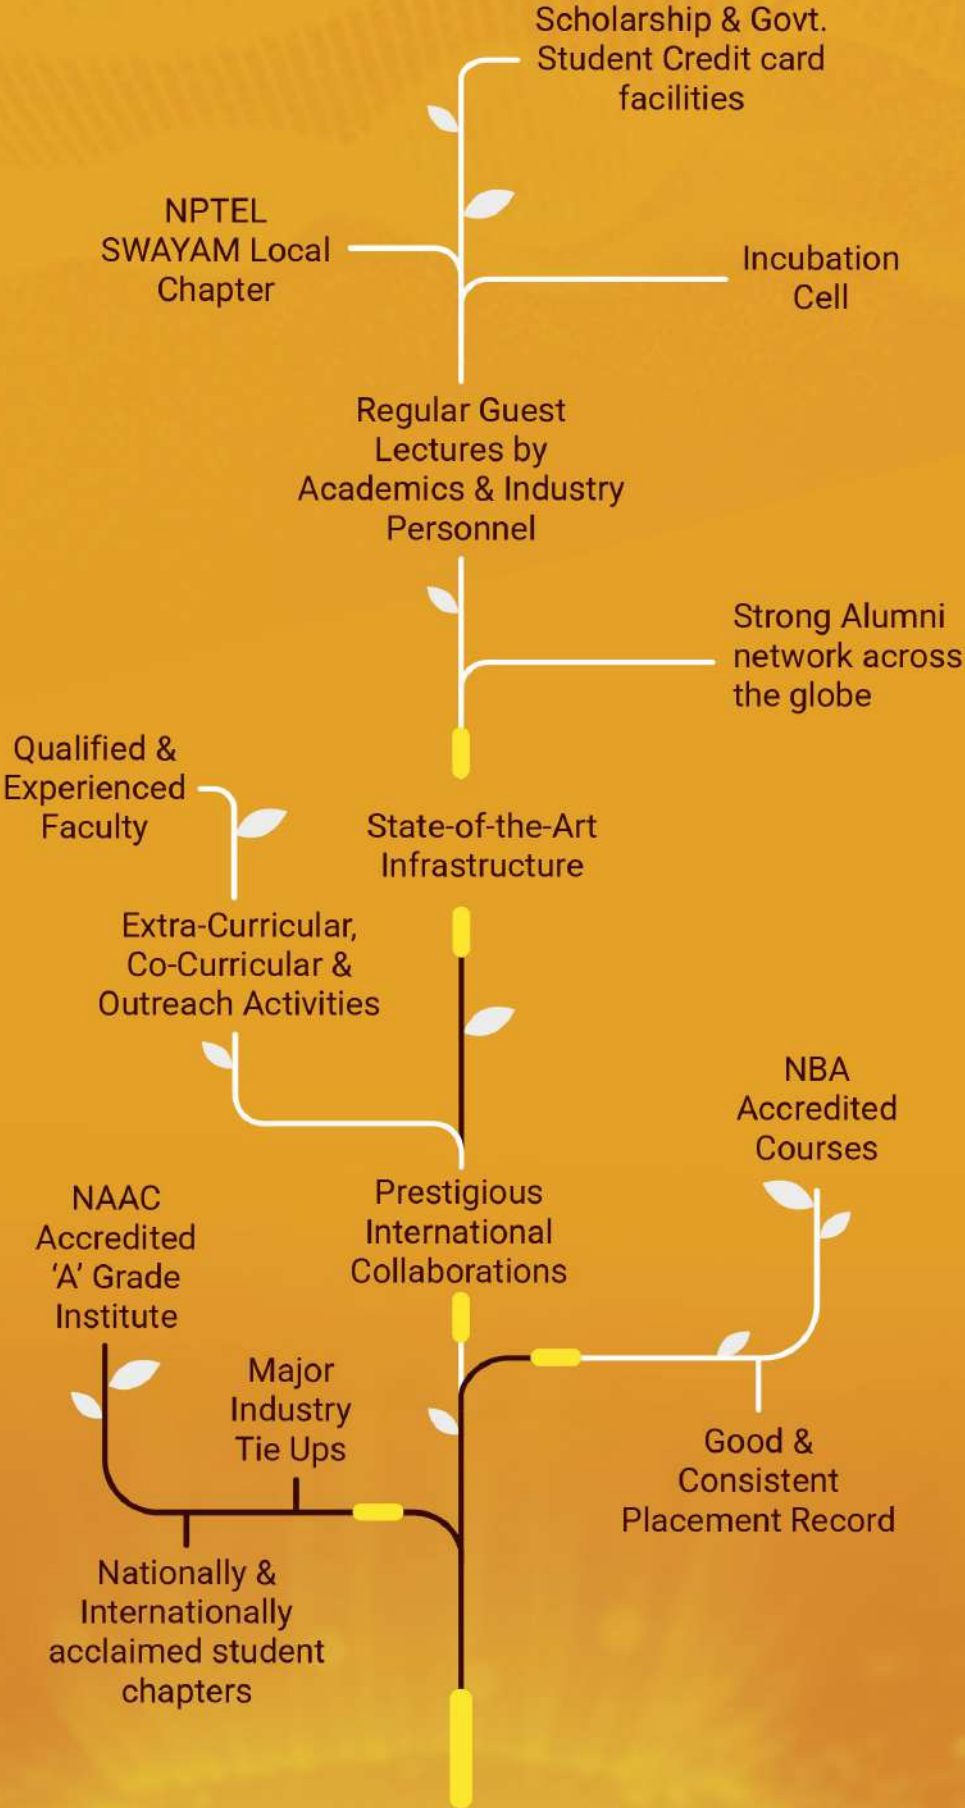 Scholarship & Govt.
Student Credit card
facilities
NPTEL
SWAYAM Local
Chapter
Incubation
Cell
Regular Guest
Lectures by
Academics & Industry
Personnel
Strong Alumni
network across
the globe
Qualified &
Experienced
Faculty
State-of-the-Art
Infrastructure
Extra-Curricular,
Co-Curricular &
Outreach Activities
NBA
Accredited
Courses
Prestigious
International
Collaborations
NAAC
Accredited
‘A’ Grade
Institute
Major
Industry
Tie Ups
Good &
Consistent
Placement Record
Nationally &
Internationally
acclaimed student
chapters